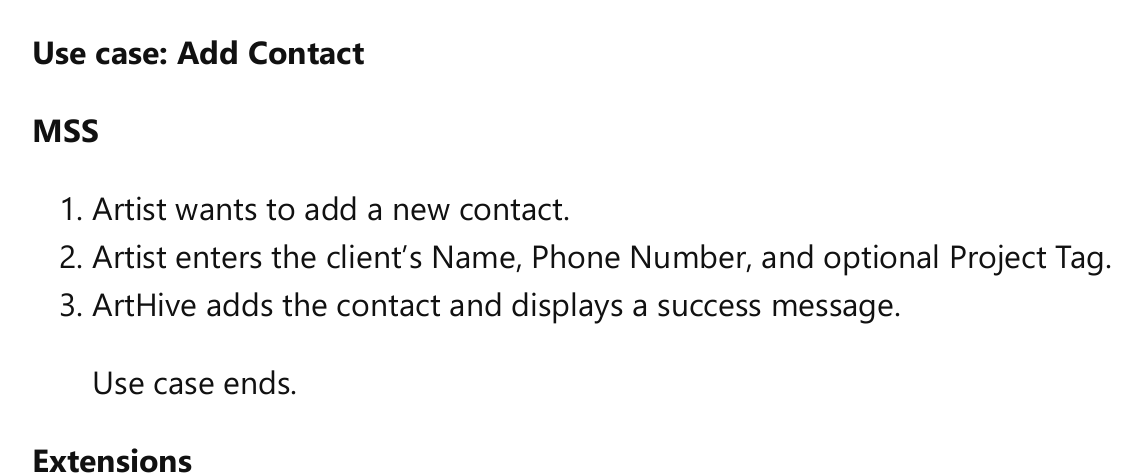 Use case: Add Contact
MSS
1. Artist wants to add a new contact.
2. Artist enters the client’s Name, Phone Number, and optional Project Tag.
3. ArtHive adds the contact and displays a success message.
Use case ends.
Extensions